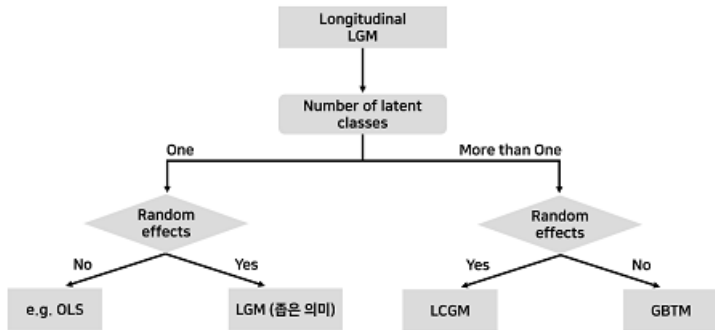 Longitudinal
LGM
Number of latent
classes
One
More than One
Random
effects
Random
effects
No
Yes
Yes
No
e.g. OLS
LGM (좁은 의미)
LCGM
GBTM